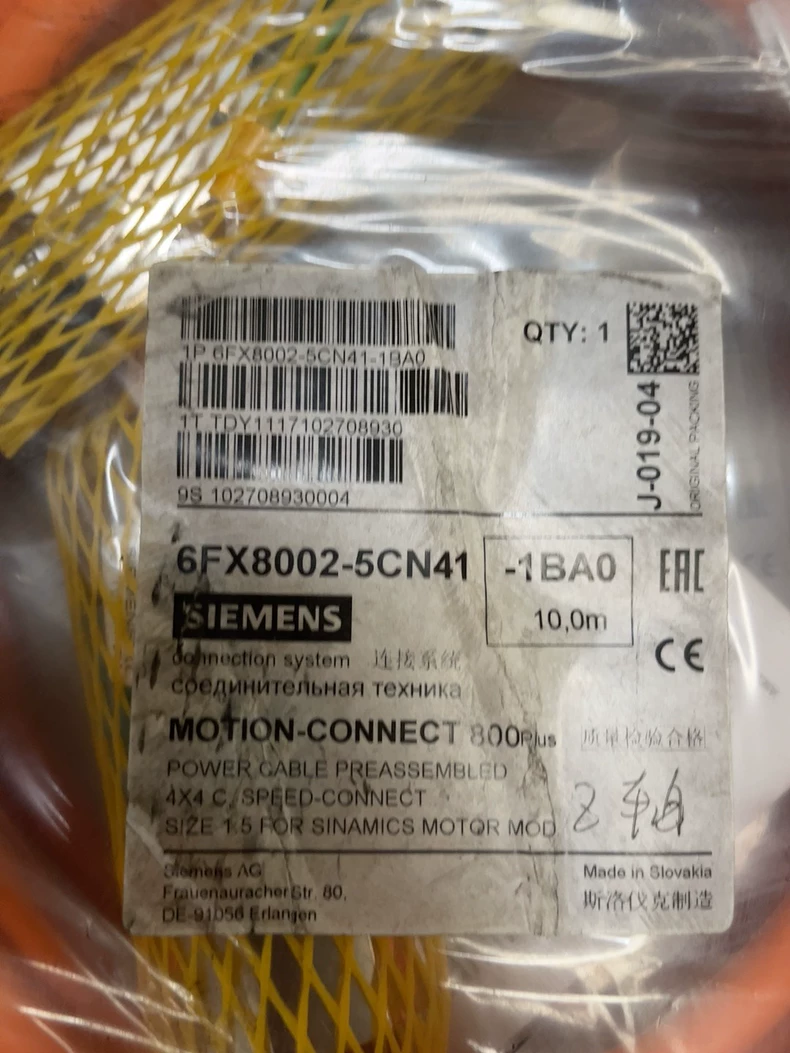 1P 6FX8002-5CN41-1BA0
QTY: 1
1T TDY1117102708930
9S 102708930004
J-019-04
ORIGINAL PACKING
6FX8002-5CN41
-1BA0
10,0m
EAC
SIEMENS
CE
connection system 连接系统
соединительная техника
MOTION-CONNECT 800Plus
质量检验合格
POWER CABLE PREASSEMBLED
4X4 C, SPEED-CONNECT
SIZE 1.5 FOR SINAMICS MOTOR MOD
Z 轴
Siemens AG
Frauenauracher Str. 80,
DE-91056 Erlangen
Made in Slovakia
斯洛伐克制造